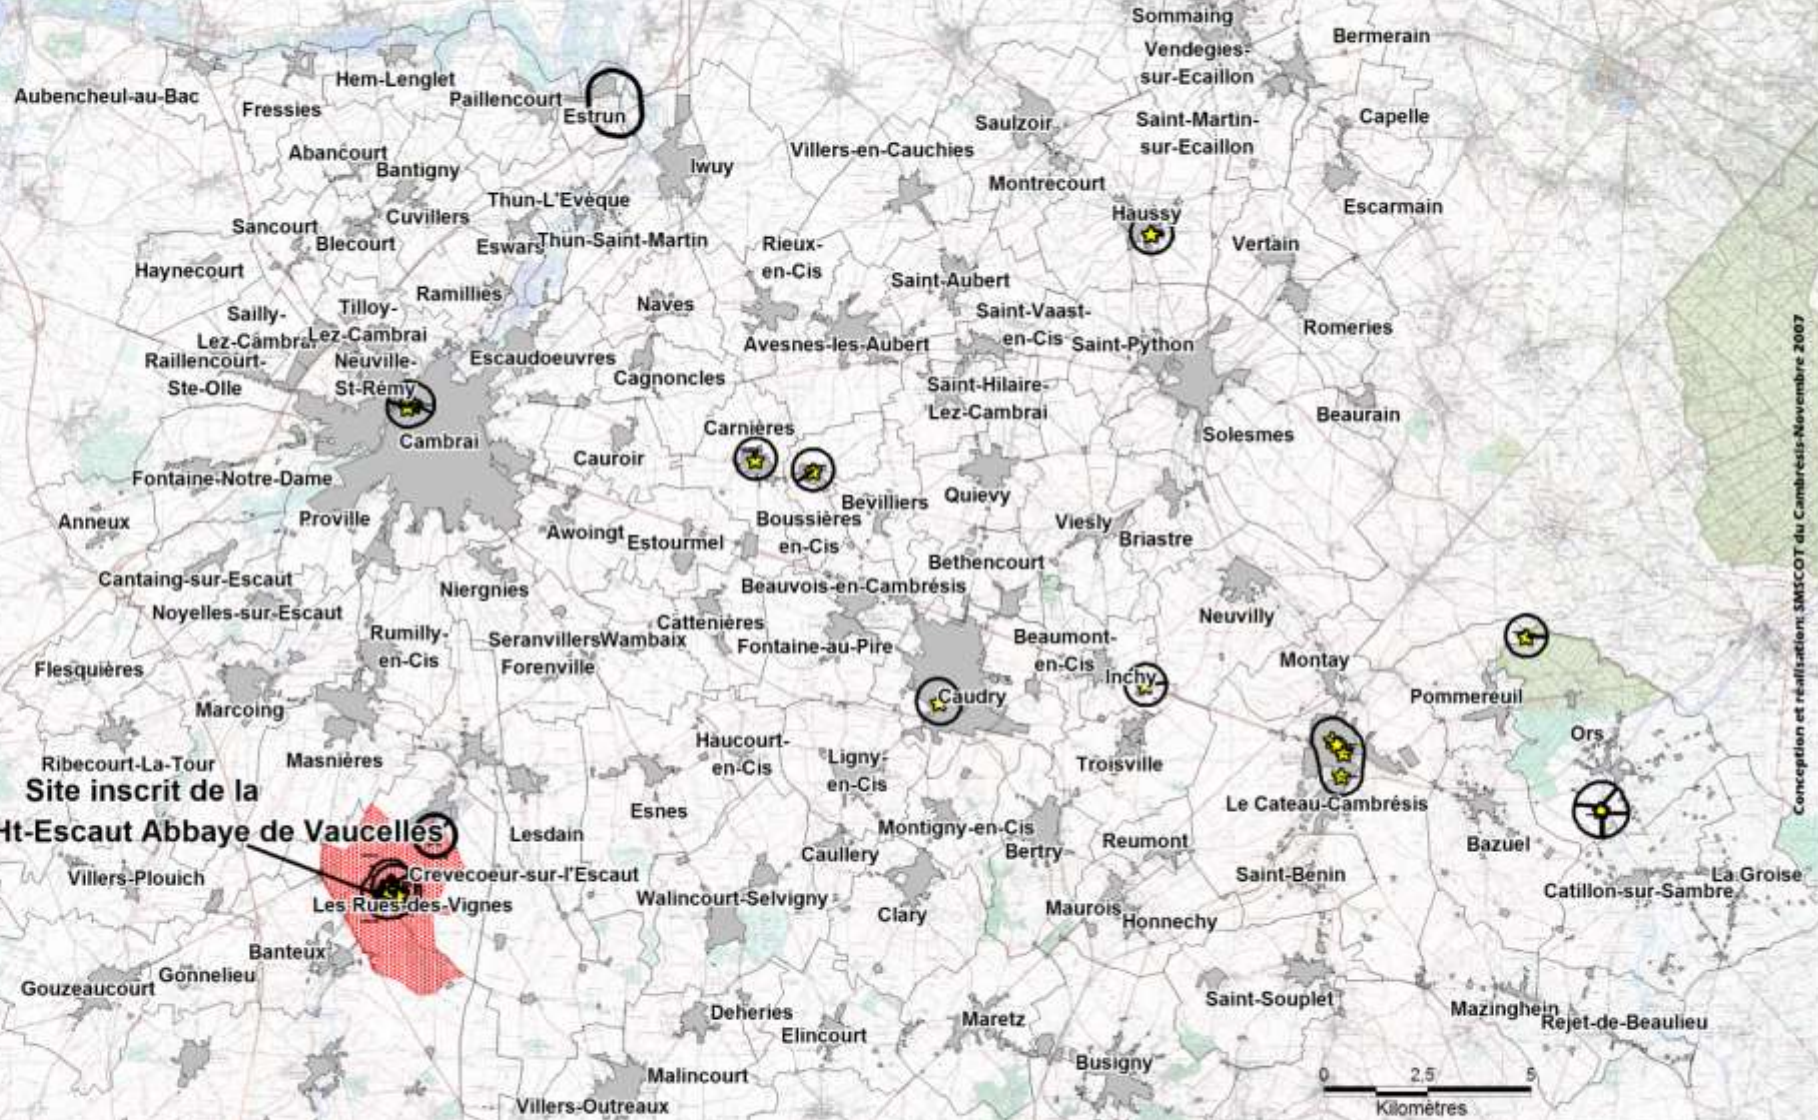 Sommaing
Bermerain
Vendegies-
sur-Ecaillon
Hem-Lenglet
Aubencheul-au-Bac
Paillencourt
Fressies
Estrun
Capelle
Saulzoir
Saint-Martin-
sur-Ecaillon
Villers-en-Cauchies
Abancourt
Bantigny
Iwuy
Montrecourt
Thun-L'Evêque
Escarmain
Haussy
Cuvillers
Sancourt
Blecourt
Eswars
Thun-Saint-Martin
Rieux-
en-Cis
Vertain
Haynecourt
Saint-Aubert
Ramillies
Naves
Tilloy-
Lez-Cambrai
Sailly-
Lez-Cambrai
Saint-Vaast-
en-Cis
Romeries
Avesnes-les-Aubert
Saint-Python
Raillencourt-
Ste-Olle
Neuville-
St-Rémy
Escaudoeuvres
Cagnoncles
Saint-Hilaire-
Lez-Cambrai
Beaurain
Carnières
Solesmes
Cambrai
Cauroir
Fontaine-Notre-Dame
Quievy
Bevilliers
Anneux
Proville
Boussières
en-Cis
Viesly
Awoingt
Estourmel
Briastre
Bethencourt
Cantaing-sur-Escaut
Niergnies
Beauvois-en-Cambrésis
Noyelles-sur-Escaut
Neuvilly
Cattenières
Rumilly-
en-Cis
Seranvillers
Forenville
Wambaix
Fontaine-au-Pire
Beaumont-
en-Cis
Montay
Flesquières
Inchy
Caudry
Pommereuil
Marcoing
Ors
Haucourt-
en-Cis
Ribecourt-La-Tour
Masnières
Ligny-
en-Cis
Troisville
Site inscrit de la
Ht-Escaut Abbaye de Vaucelles
Esnes
Le Cateau-Cambrésis
Lesdain
Montigny-en-Cis
Bertry
Reumont
Bazuel
Caullery
Villers-Plouich
Crevecoeur-sur-l'Escaut
Saint-Benin
La Groise
Catillon-sur-Sambre
Les Rues-des-Vignes
Walincourt-Selvigny
Clary
Maurois
Honnechy
Banteux
Gonnelieu
Gouzeaucourt
Saint-Souplet
Mazinghein
Rejet-de-Beaulieu
Deheries
Elincourt
Maretz
Busigny
Malincourt
Villers-Outreaux
0 2,5 5
Kilomètres
Conception et réalisation: SMSCOT du Cambrésis-Novembre 2007